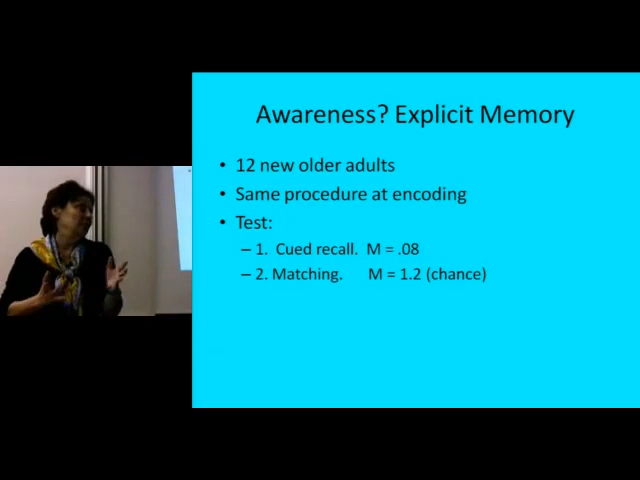 Awareness? Explicit Memory
• 12 new older adults
• Same procedure at encoding
• Test:
– 1. Cued recall. M = .08
– 2. Matching. M = 1.2 (chance)